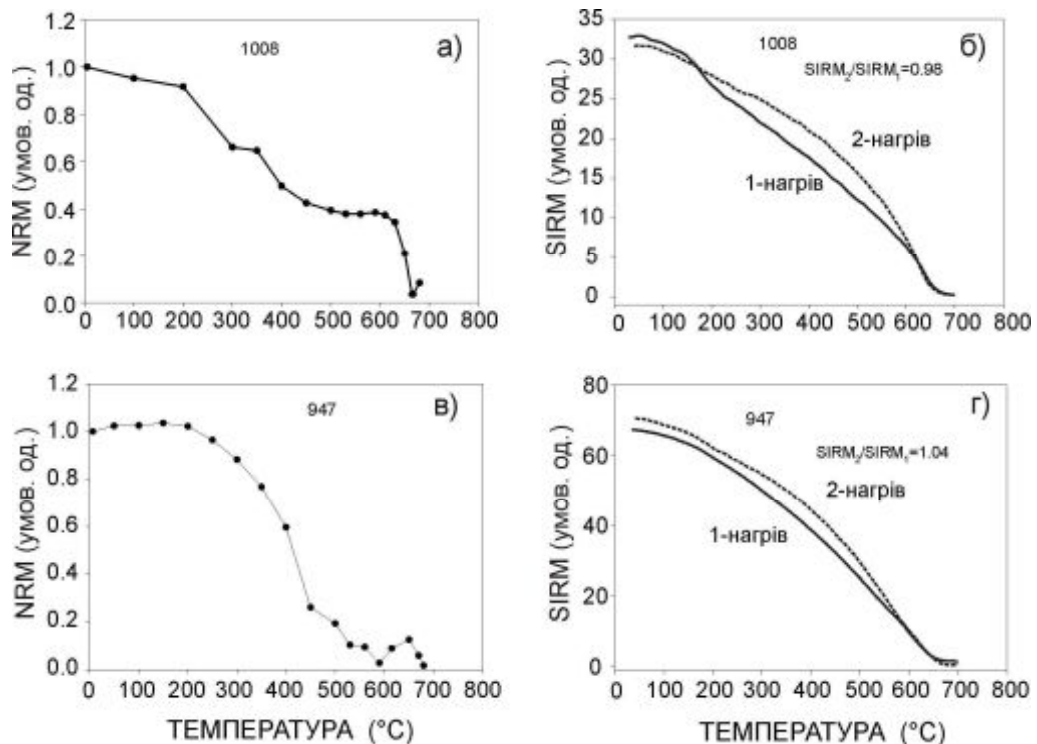 1.2
1.0
0.8
0.6
0.4
0.2
0.0
NRM (умов. од.)
1008
а)
0 100 200 300 400 500 600 700 800
35
30
25
20
15
10
5
0
SIRM (умов. од.)
1008
б)
SIRM₂/SIRM₁=0.98
2-нагрів
1-нагрів
0 100 200 300 400 500 600 700 800
1.2
1.0
0.8
0.6
0.4
0.2
0.0
NRM (умов. од.)
947
в)
0 100 200 300 400 500 600 700 800
ТЕМПЕРАТУРА (°C)
80
60
40
20
0
SIRM (умов. од.)
947
г)
SIRM₂/SIRM₁=1.04
2-нагрів
1-нагрів
0 100 200 300 400 500 600 700 800
ТЕМПЕРАТУРА (°C)